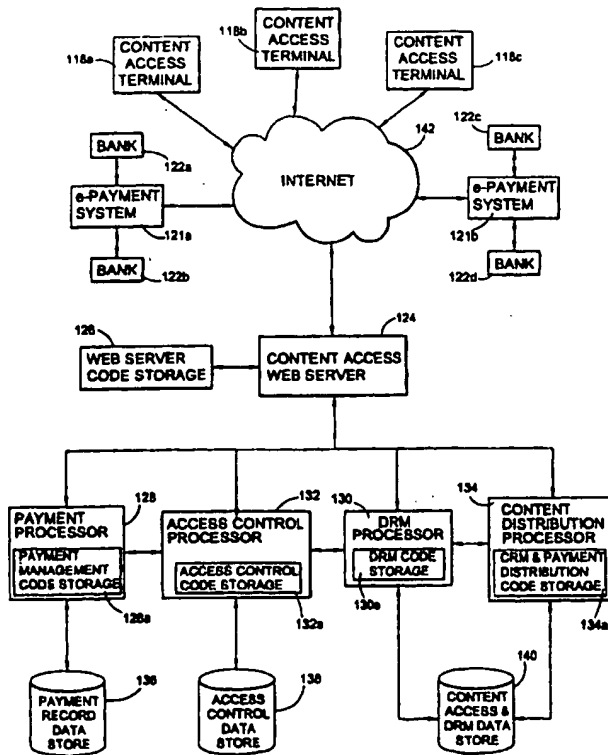 118a
CONTENT
ACCESS
TERMINAL
118b
CONTENT
ACCESS
TERMINAL
CONTENT
ACCESS
TERMINAL
118c
142
INTERNET
BANK
122a
e-PAYMENT
SYSTEM
121a
BANK
122b
122c
BANK
e-PAYMENT
SYSTEM
121b
BANK
122d
126
WEB SERVER
CODE STORAGE
124
CONTENT ACCESS
WEB SERVER
128
PAYMENT
PROCESSOR
PAYMENT
MANAGEMENT
CODE STORAGE
128a
132
ACCESS CONTROL
PROCESSOR
ACCESS CONTROL
CODE STORAGE
132a
130
DRM
PROCESSOR
DRM CODE
STORAGE
130a
134
CONTENT
DISTRIBUTION
PROCESSOR
CRM & PAYMENT
DISTRIBUTION
CODE STORAGE
134a
PAYMENT
RECORD
DATA
STORE
136
ACCESS
CONTROL
DATA
STORE
138
140
CONTENT
ACCESS &
DRM DATA
STORE